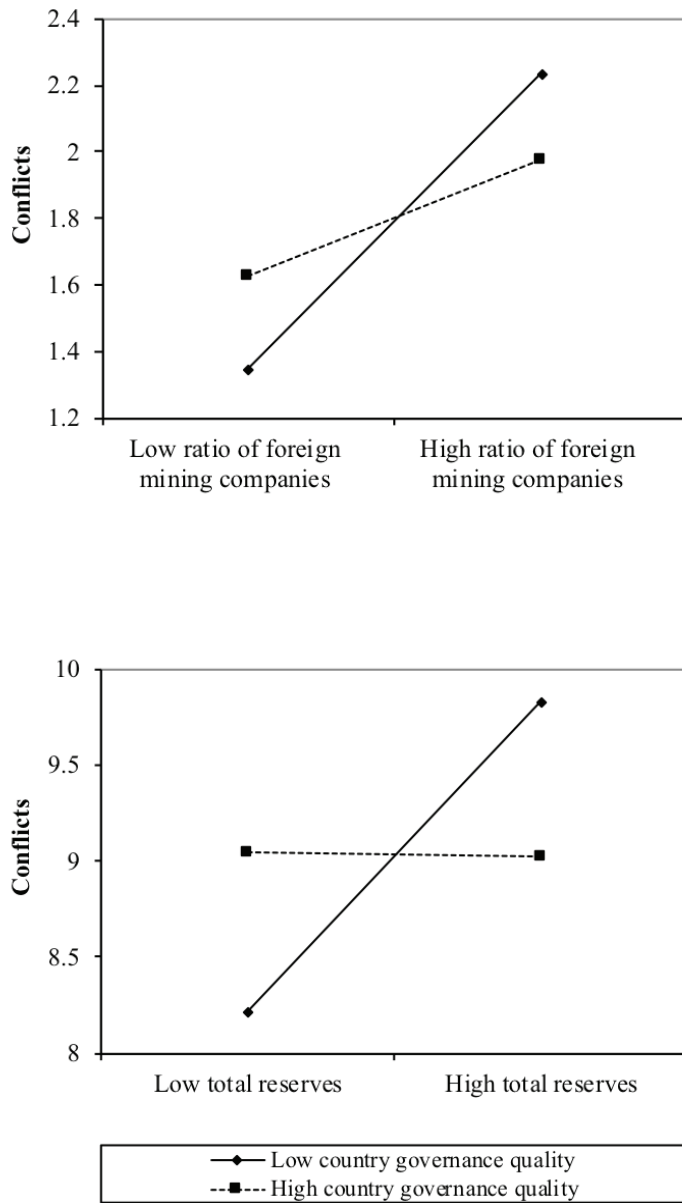 2.4
2.2
2
1.8
1.6
1.4
1.2
Conflicts
Low ratio of foreign
mining companies
High ratio of foreign
mining companies
10
9.5
9
8.5
8
Conflicts
Low total reserves
High total reserves
Low country governance quality
High country governance quality